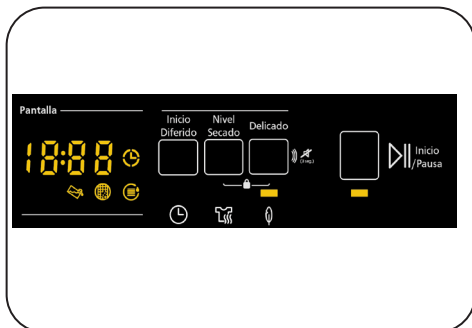 Pantalla
18:88
Inicio
Diferido
Nivel
Secado
Delicado
(3 seg.)
Inicio
/Pausa